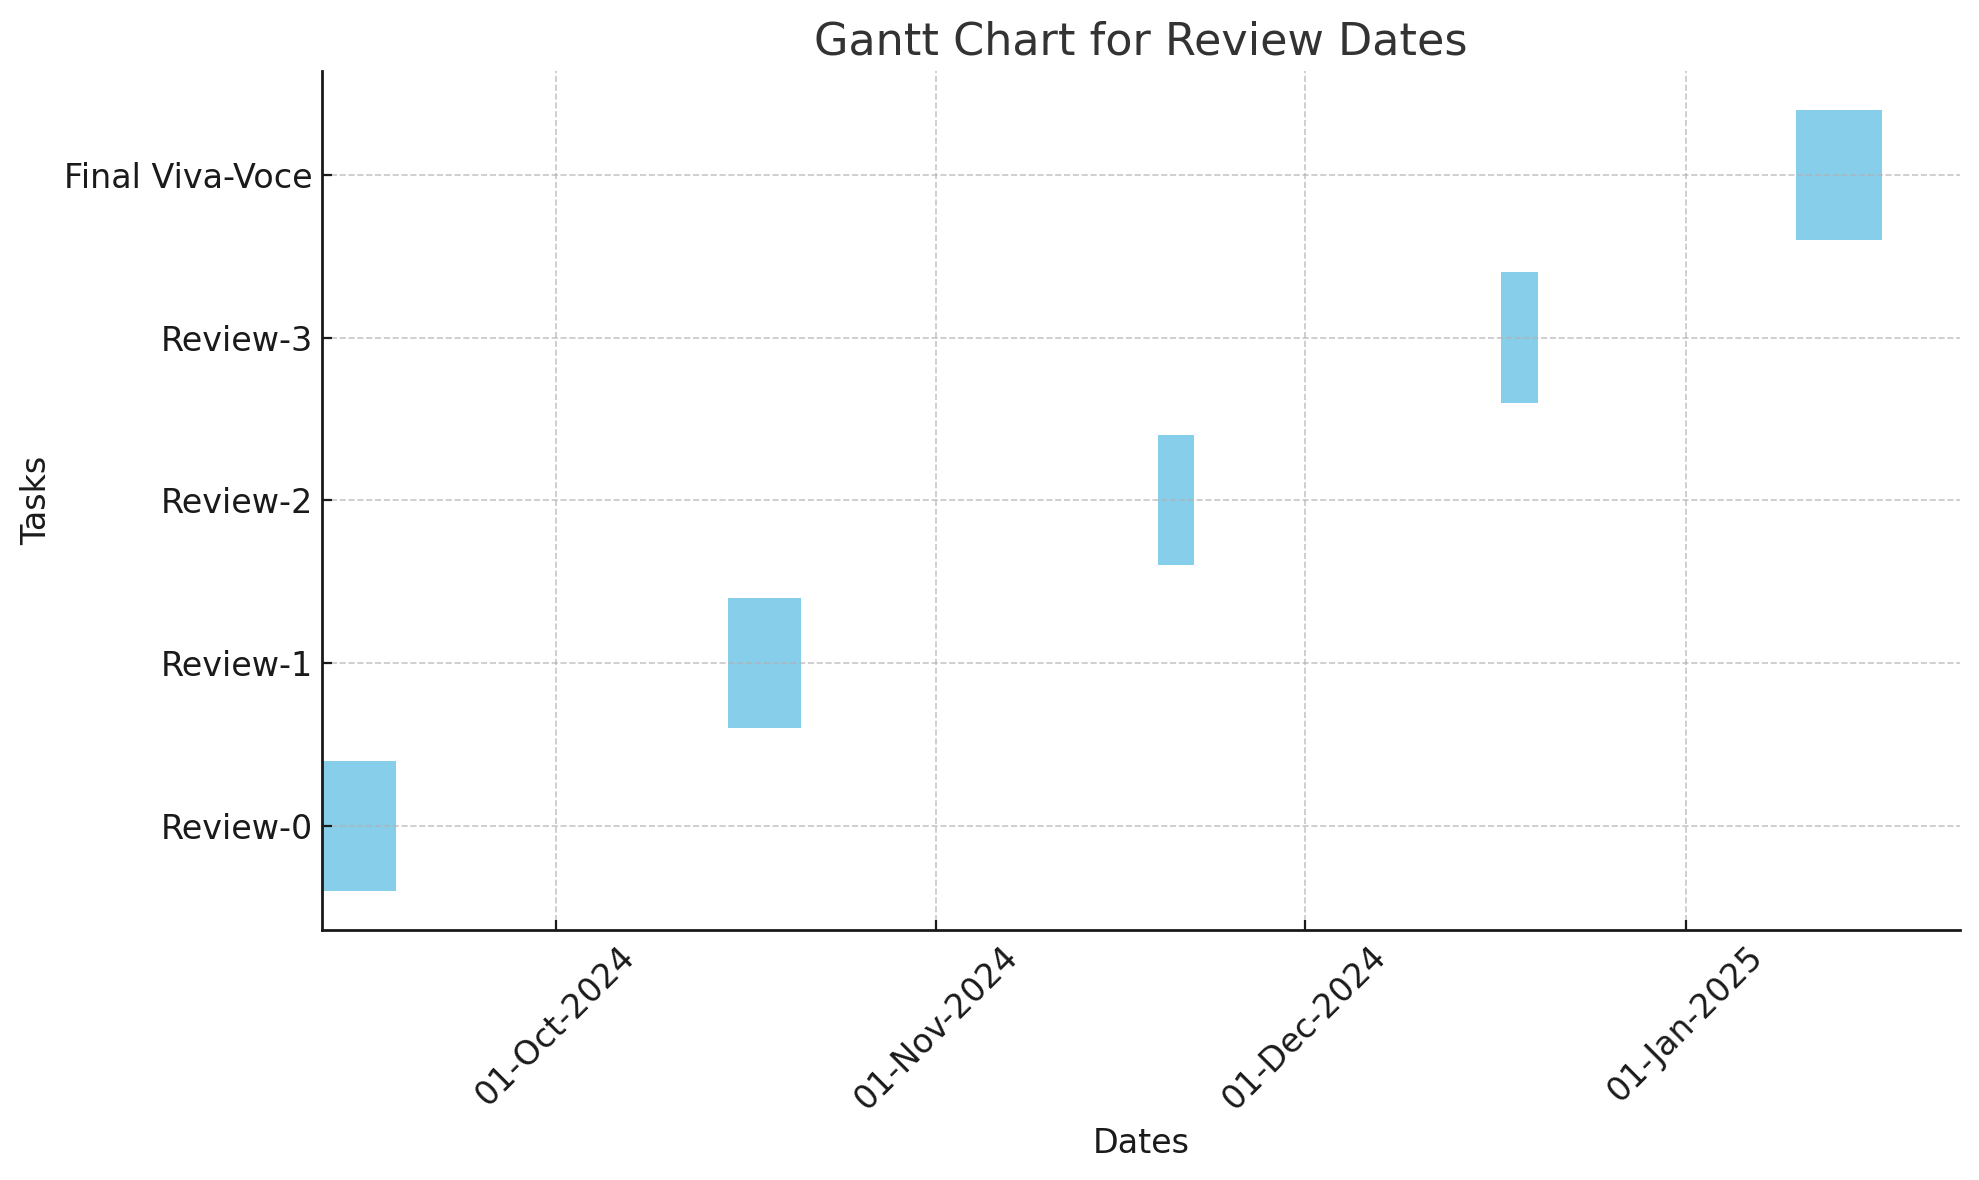 Gantt Chart for Review Dates
Final Viva-Voce
Review-3
Review-2
Review-1
Review-0
Tasks
01-Oct-2024
01-Nov-2024
01-Dec-2024
01-Jan-2025
Dates